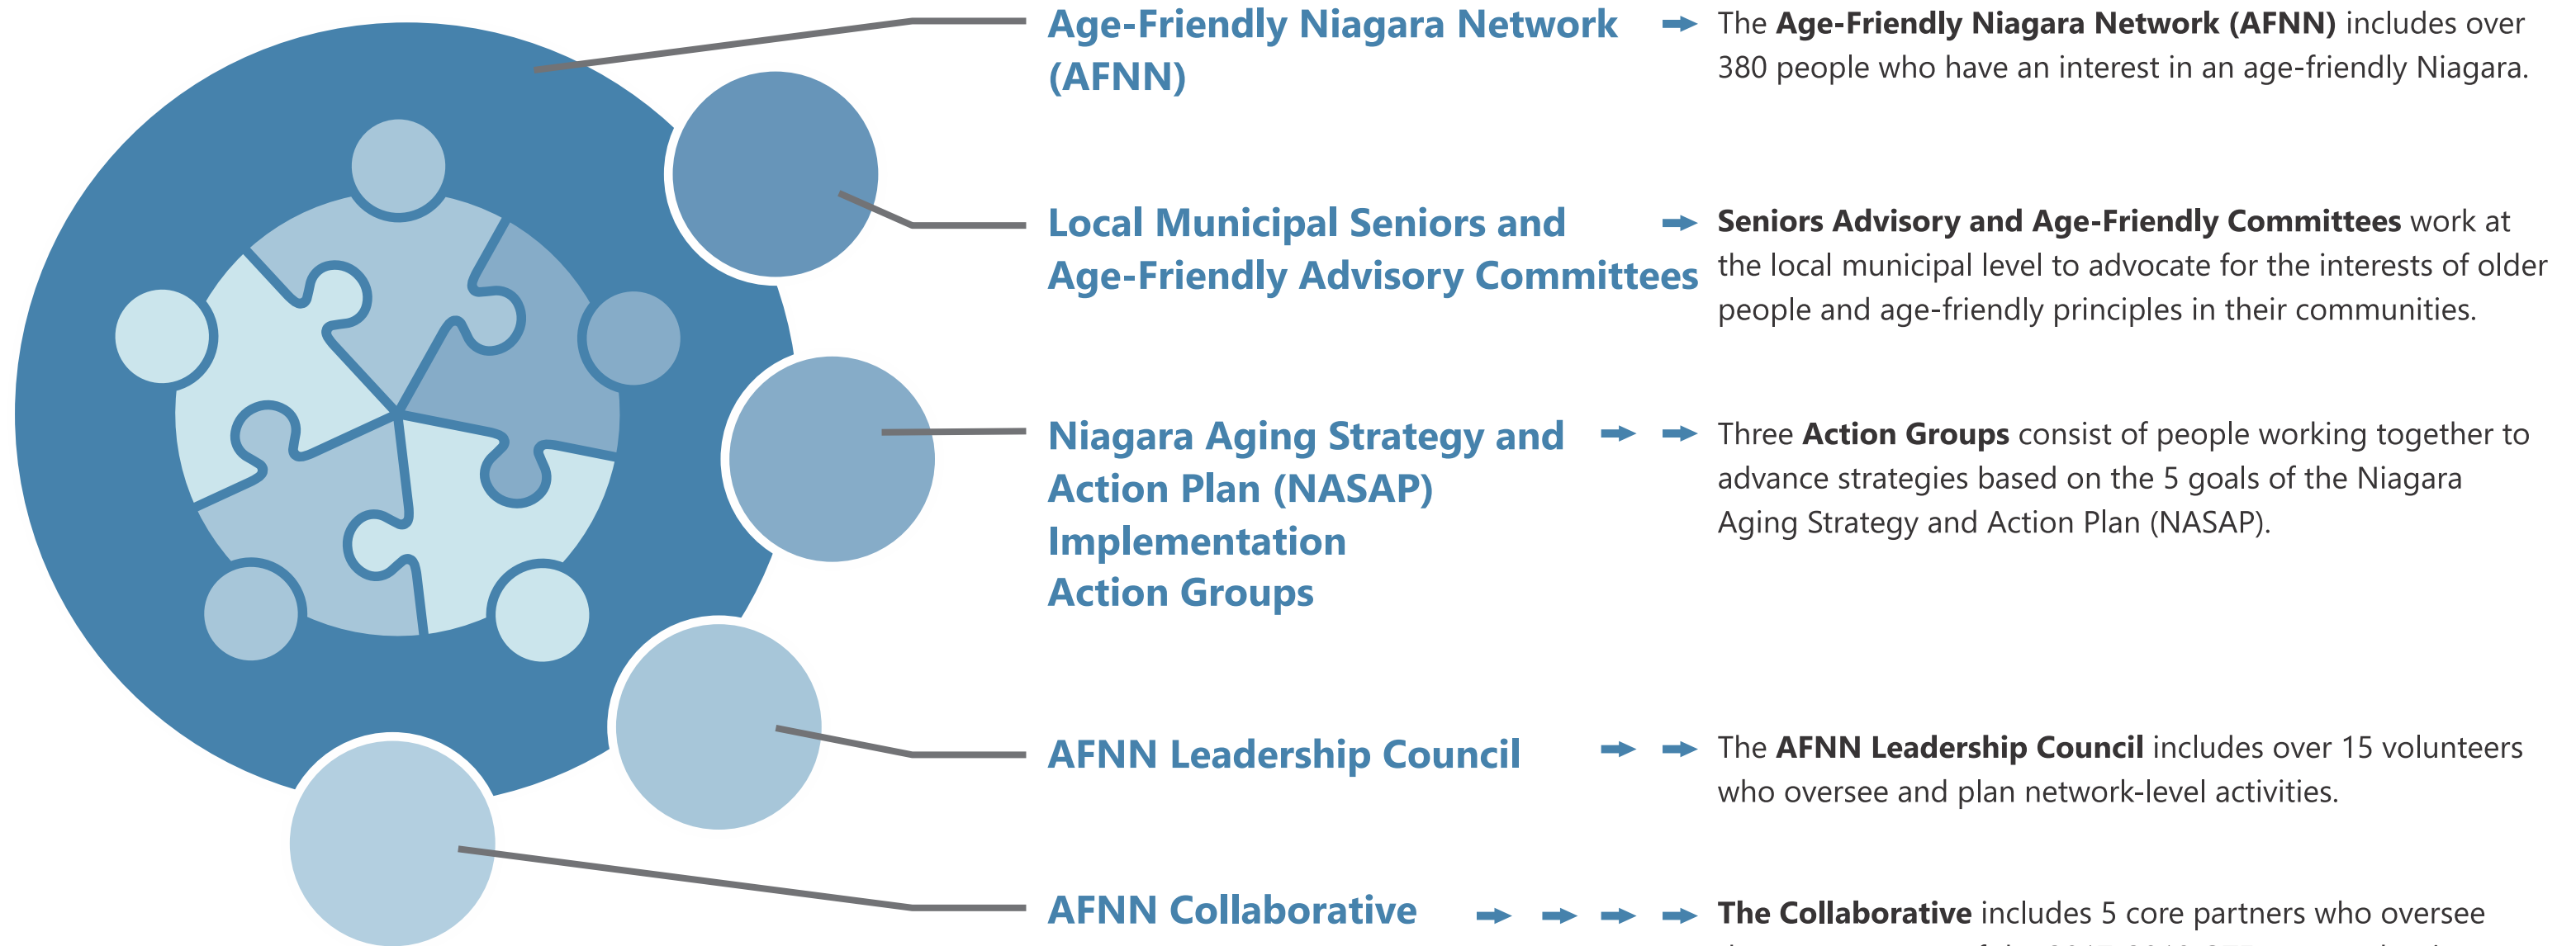 Age-Friendly Niagara Network
(AFNN)
The Age-Friendly Niagara Network (AFNN) includes over
380 people who have an interest in an age-friendly Niagara.
Local Municipal Seniors and
Age-Friendly Advisory Committees
Seniors Advisory and Age-Friendly Committees work at
the local municipal level to advocate for the interests of older
people and age-friendly principles in their communities.
Niagara Aging Strategy and
Action Plan (NASAP)
Implementation
Action Groups
Three Action Groups consist of people working together to
advance strategies based on the 5 goals of the Niagara
Aging Strategy and Action Plan (NASAP).
AFNN Leadership Council
The AFNN Leadership Council includes over 15 volunteers
who oversee and plan network-level activities.
AFNN Collaborative
The Collaborative includes 5 core partners who oversee